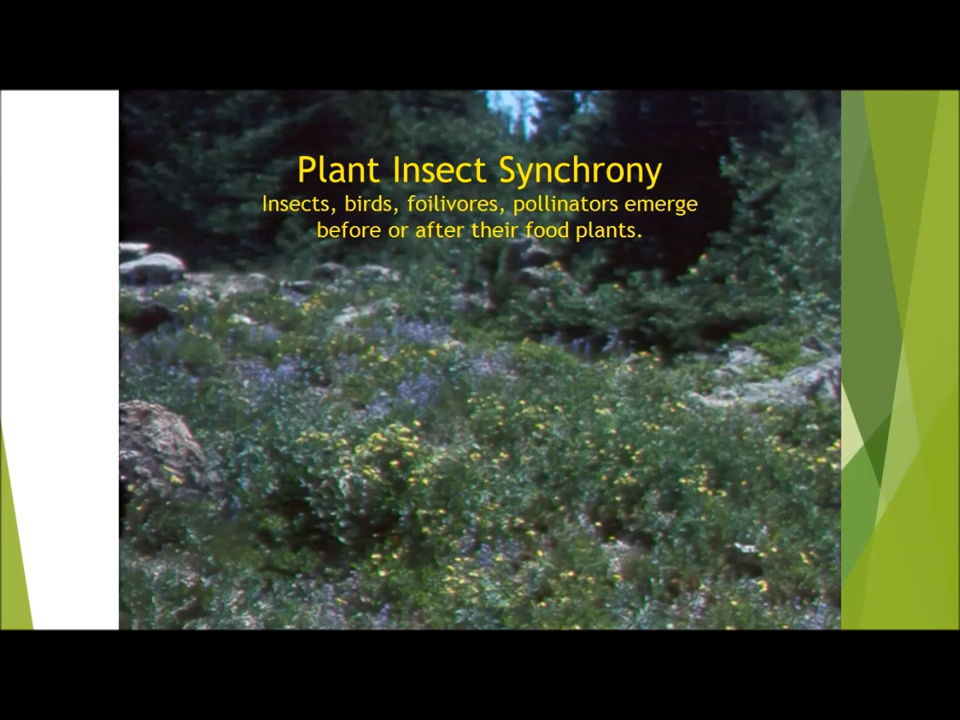 Plant Insect Synchrony
Insects, birds, foilivores, pollinators emerge
before or after their food plants.